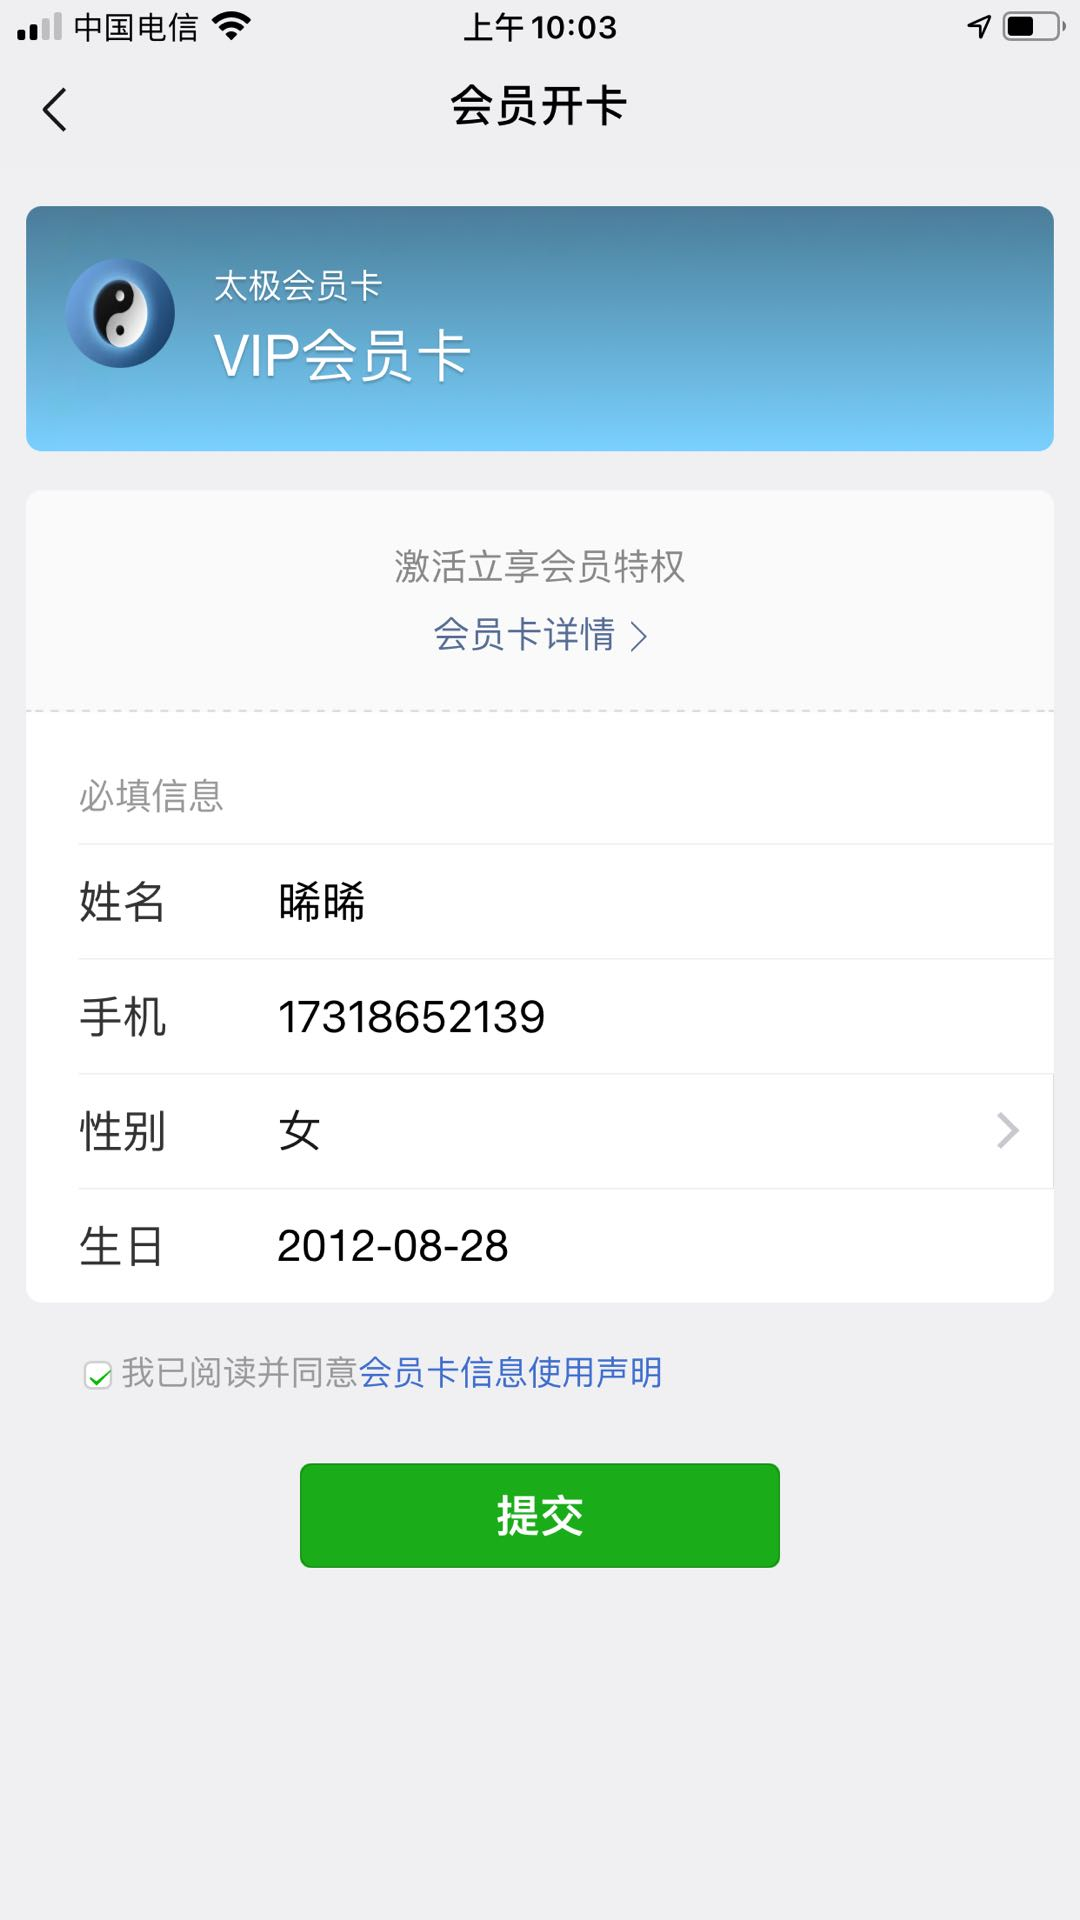 中国电信
上午10:03
会员开卡
太极会员卡
VIP会员卡
激活立享会员特权
会员卡详情
必填信息
姓名 晞晞
手机 17318652139
性别 女
生日 2012-08-28
我已阅读并同意会员卡信息使用声明
提交